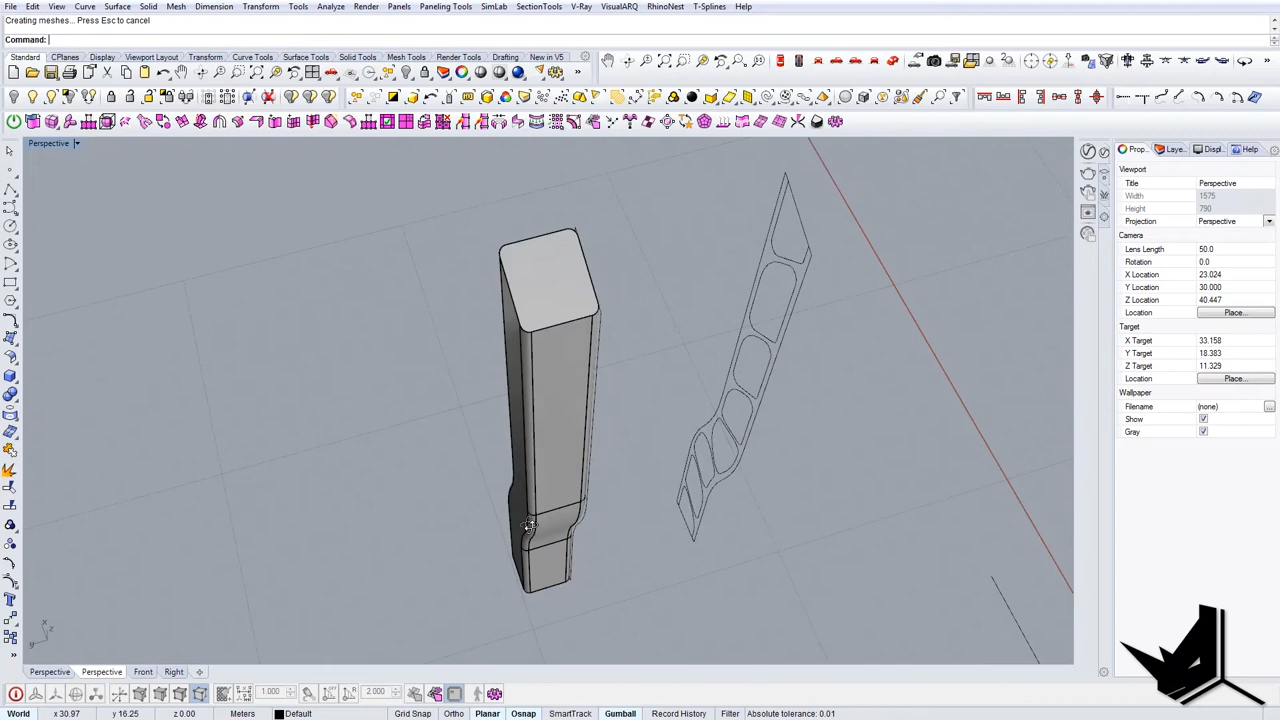 File Edit View Curve Surface Solid Mesh Dimension Transform Tools Analyze Render Panels Paneling Tools SimLab SectionTools V-Ray VisualARQ RhinoNest T-Splines Help
Creating meshes... Press Esc to cancel
Command:
Standard CPlanes Display Viewport Layout Transform Curve Tools Surface Tools Solid Tools Mesh Tools Render Tools Drafting New in V5
Perspective
Prop... Laye... Displ... Help
Viewport
Title Perspective
Width 1575
Height 790
Projection Perspective
Camera
Lens Length 50.0
Rotation 0.0
X Location 23.024
Y Location 30.000
Z Location 40.447
Location Place...
Target
X Target 33.158
Y Target 18.383
Z Target 11.329
Location Place...
Wallpaper
Filename (none) ...
Show
Gray
x
z
y
Perspective Perspective Front Right
1.000 2.000
World x 30.97 y 16.25 z 0.00 Meters Default Grid Snap Ortho Planar Osnap SmartTrack Gumball Record History Filter Absolute tolerance: 0.01